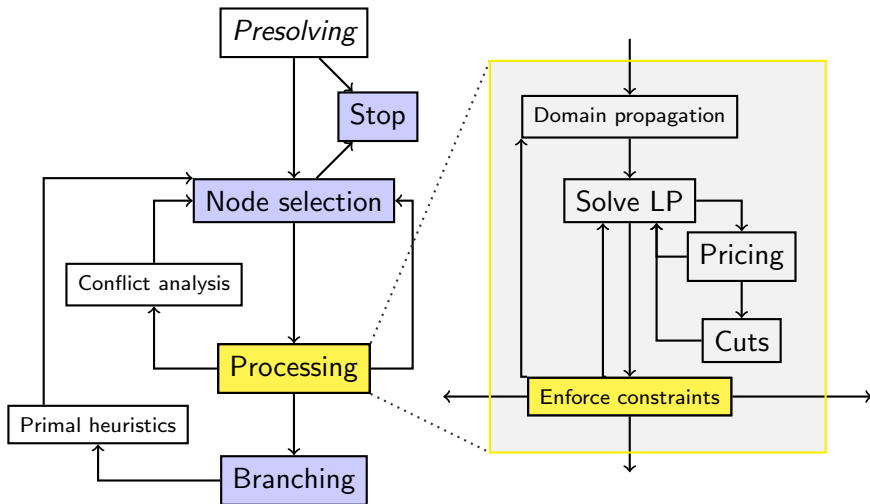 Presolving
Stop
Node selection
Conflict analysis
Processing
Primal heuristics
Branching
Domain propagation
Solve LP
Pricing
Cuts
Enforce constraints